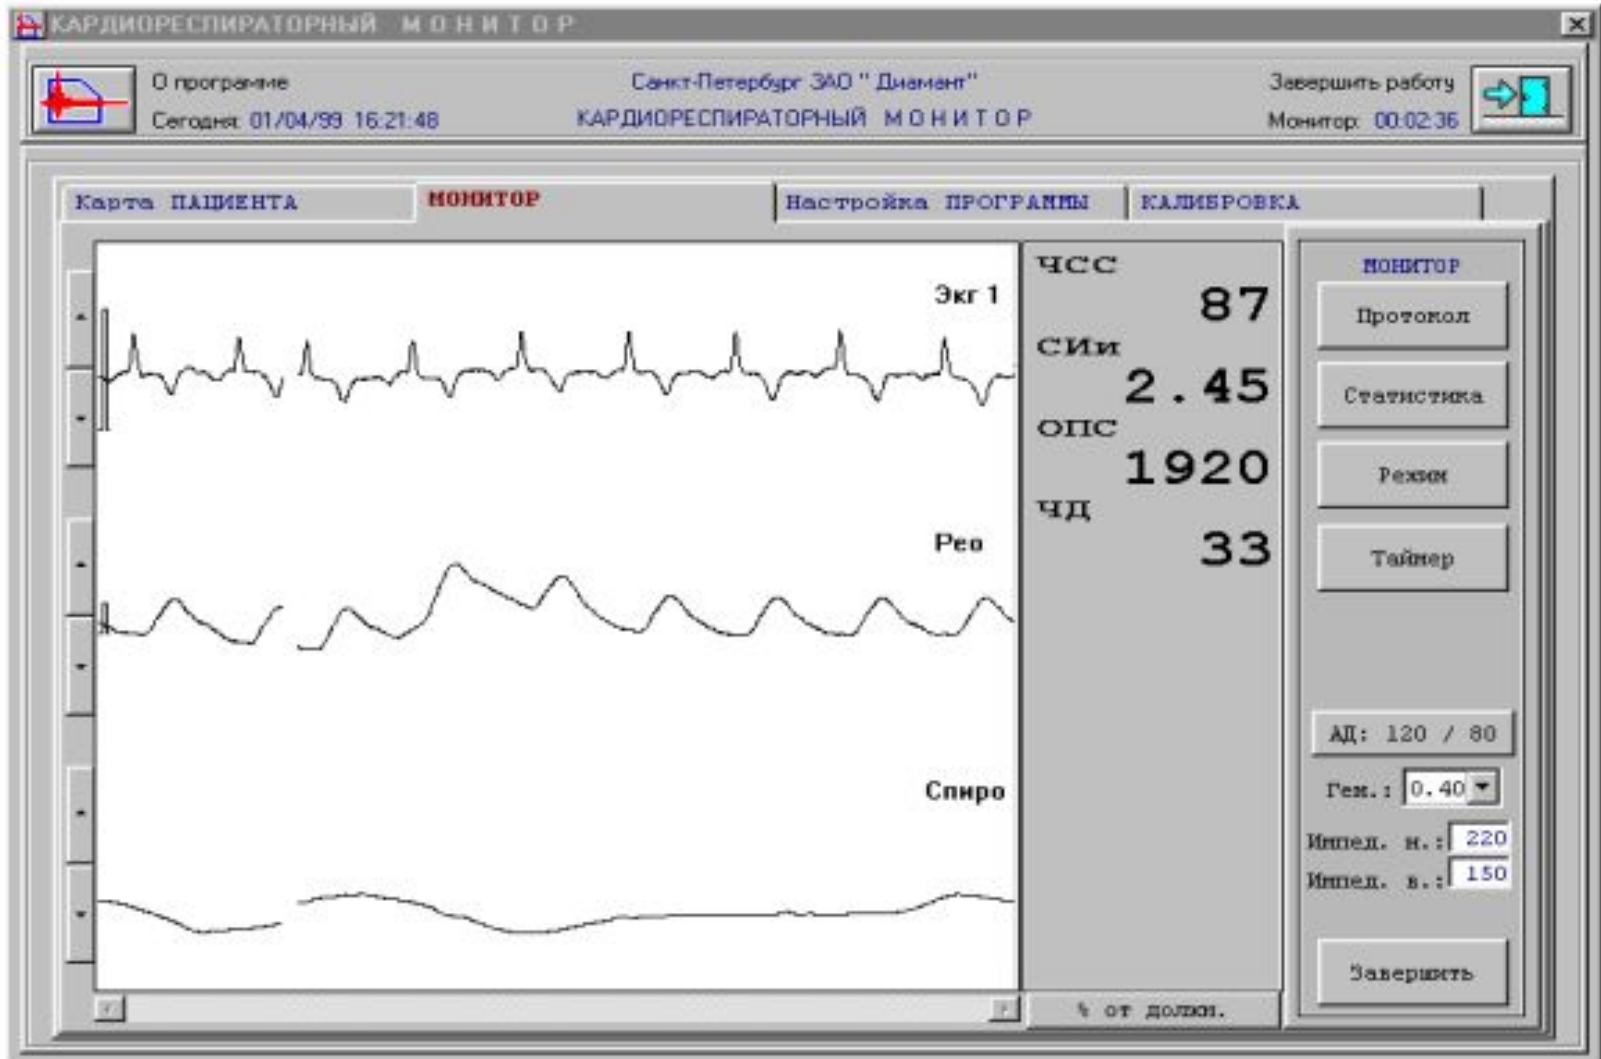 КАРДИОРЕСПИРАТОРНЫЙ М О Н И Т О Р
О программе
Санкт-Петербург ЗАО " Диамант"
Завершить работу
Сегодня: 01/04/99 16:21:48
КАРДИОРЕСПИРАТОРНЫЙ М О Н И Т О Р
Монитор: 00:02:36
Карта ПАЦИЕНТА
МОНИТОР
Настройка ПРОГРАММЫ
КАЛИБРОВКА
Экг 1
Рео
Спиро
ЧСС
87
СИи
2.45
ОПС
1920
ЧД
33
% от должн.
МОНИТОР
Протокол
Статистика
Режим
Таймер
АД: 120 / 80
Гем.: 0.40
Импед. н.: 220
Импед. в.: 150
Завершить